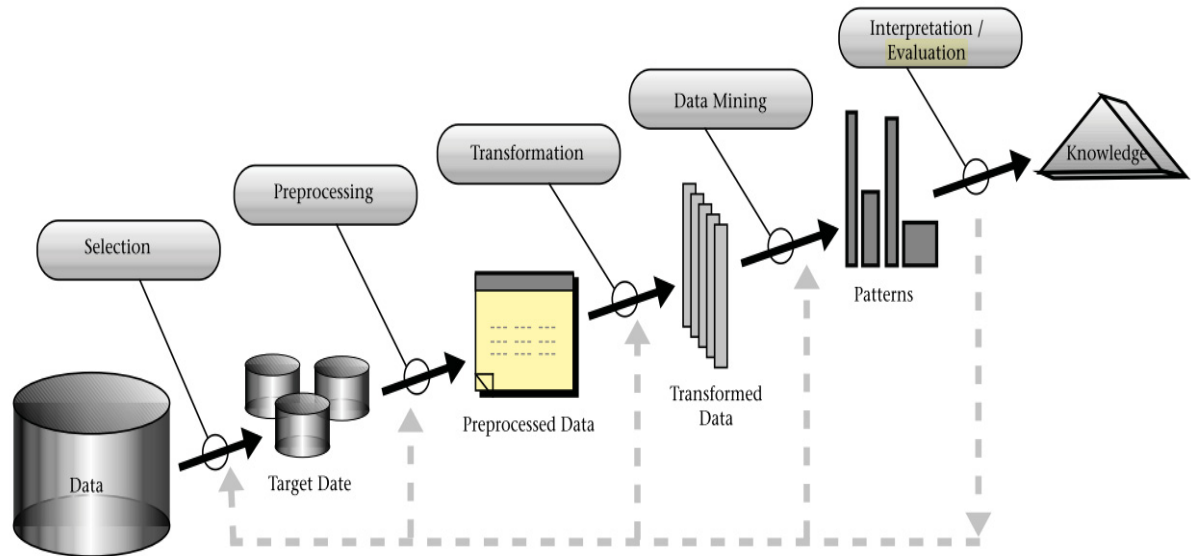 Interpretation /
Evaluation
Data Mining
Transformation
Preprocessing
Selection
Data
Target Date
Preprocessed Data
Transformed
Data
Patterns
Knowledge